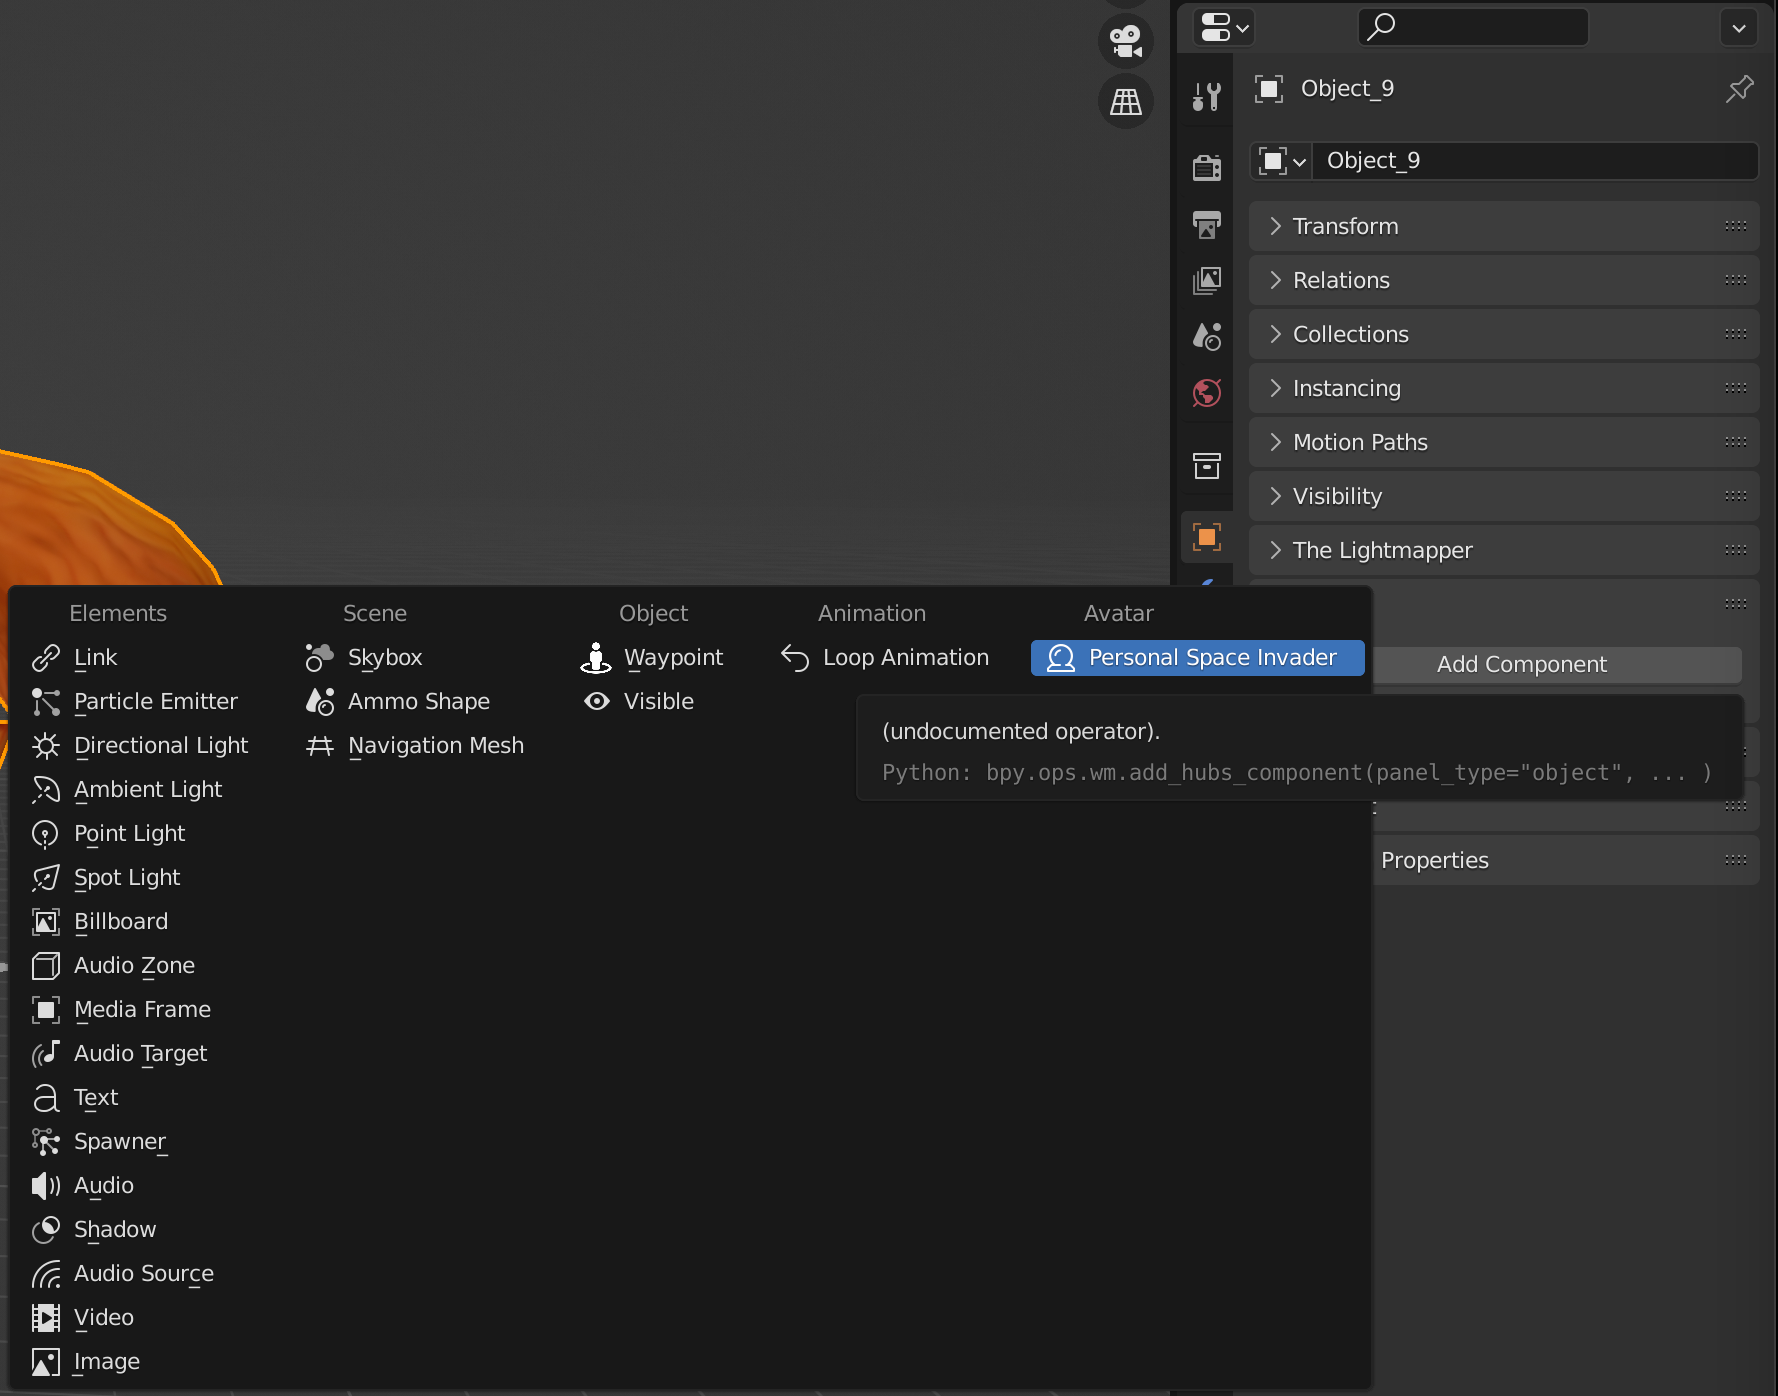 Object_9
Object_9
Transform
Relations
Collections
Instancing
Motion Paths
Visibility
The Lightmapper
Add Component
Properties
Elements
Link
Particle Emitter
Directional Light
Ambient Light
Point Light
Spot Light
Billboard
Audio Zone
Media Frame
Audio Target
Text
Spawner
Audio
Shadow
Audio Source
Video
Image
Scene
Skybox
Ammo Shape
Navigation Mesh
Object
Waypoint
Visible
Animation
Loop Animation
Avatar
Personal Space Invader
(undocumented operator).
Python: bpy.ops.wm.add_hubs_component(panel_type="object", ... )